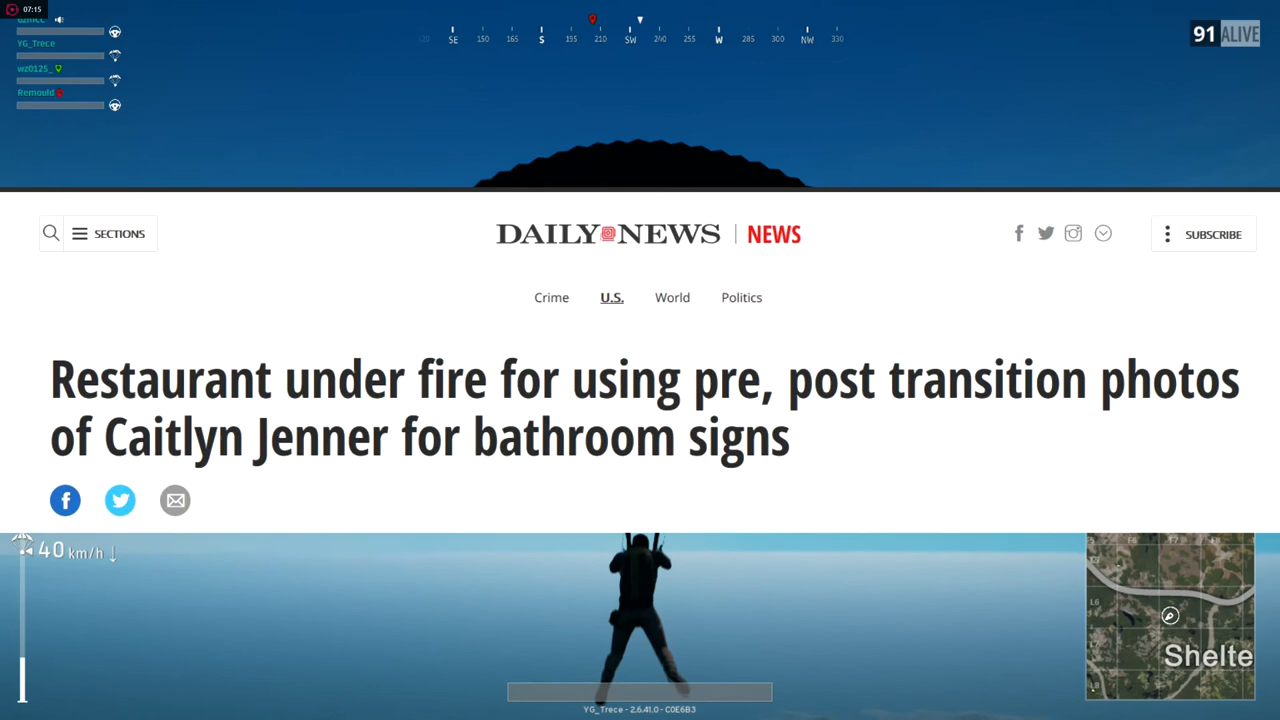 07:15
91 ALIVE
YG_Trece
wz0125_
Remould
SE 150 165 S 195 210 SW 240 255 W 285 300 NW 330
SECTIONS
DAILY NEWS | NEWS
SUBSCRIBE
Crime U.S. World Politics
Restaurant under fire for using pre, post transition photos
of Caitlyn Jenner for bathroom signs
40 km/h
L6
Shelte
YG_Trece - 2.6.41.0 - C0E6B3